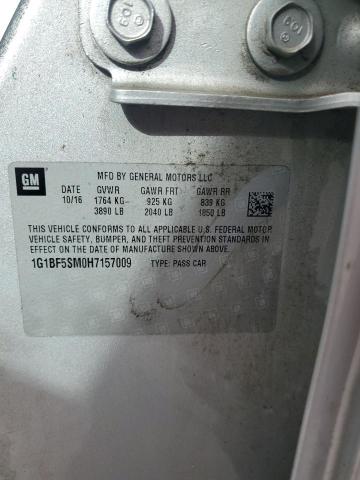 103
103
GM
MFD BY GENERAL MOTORS LLC
DATE GVWR GAWR FRT GAWR RR
10/16 1764 KG 925 KG 839 KG
3890 LB 2040 LB 1850 LB
THIS VEHICLE CONFORMS TO ALL APPLICABLE U.S. FEDERAL MOTOR
VEHICLE SAFETY, BUMPER, AND THEFT PREVENTION STANDARDS IN
EFFECT ON THE DATE OF MANUFACTURE SHOWN ABOVE.
1G1BF5SM0H7157009 TYPE: PASS CAR